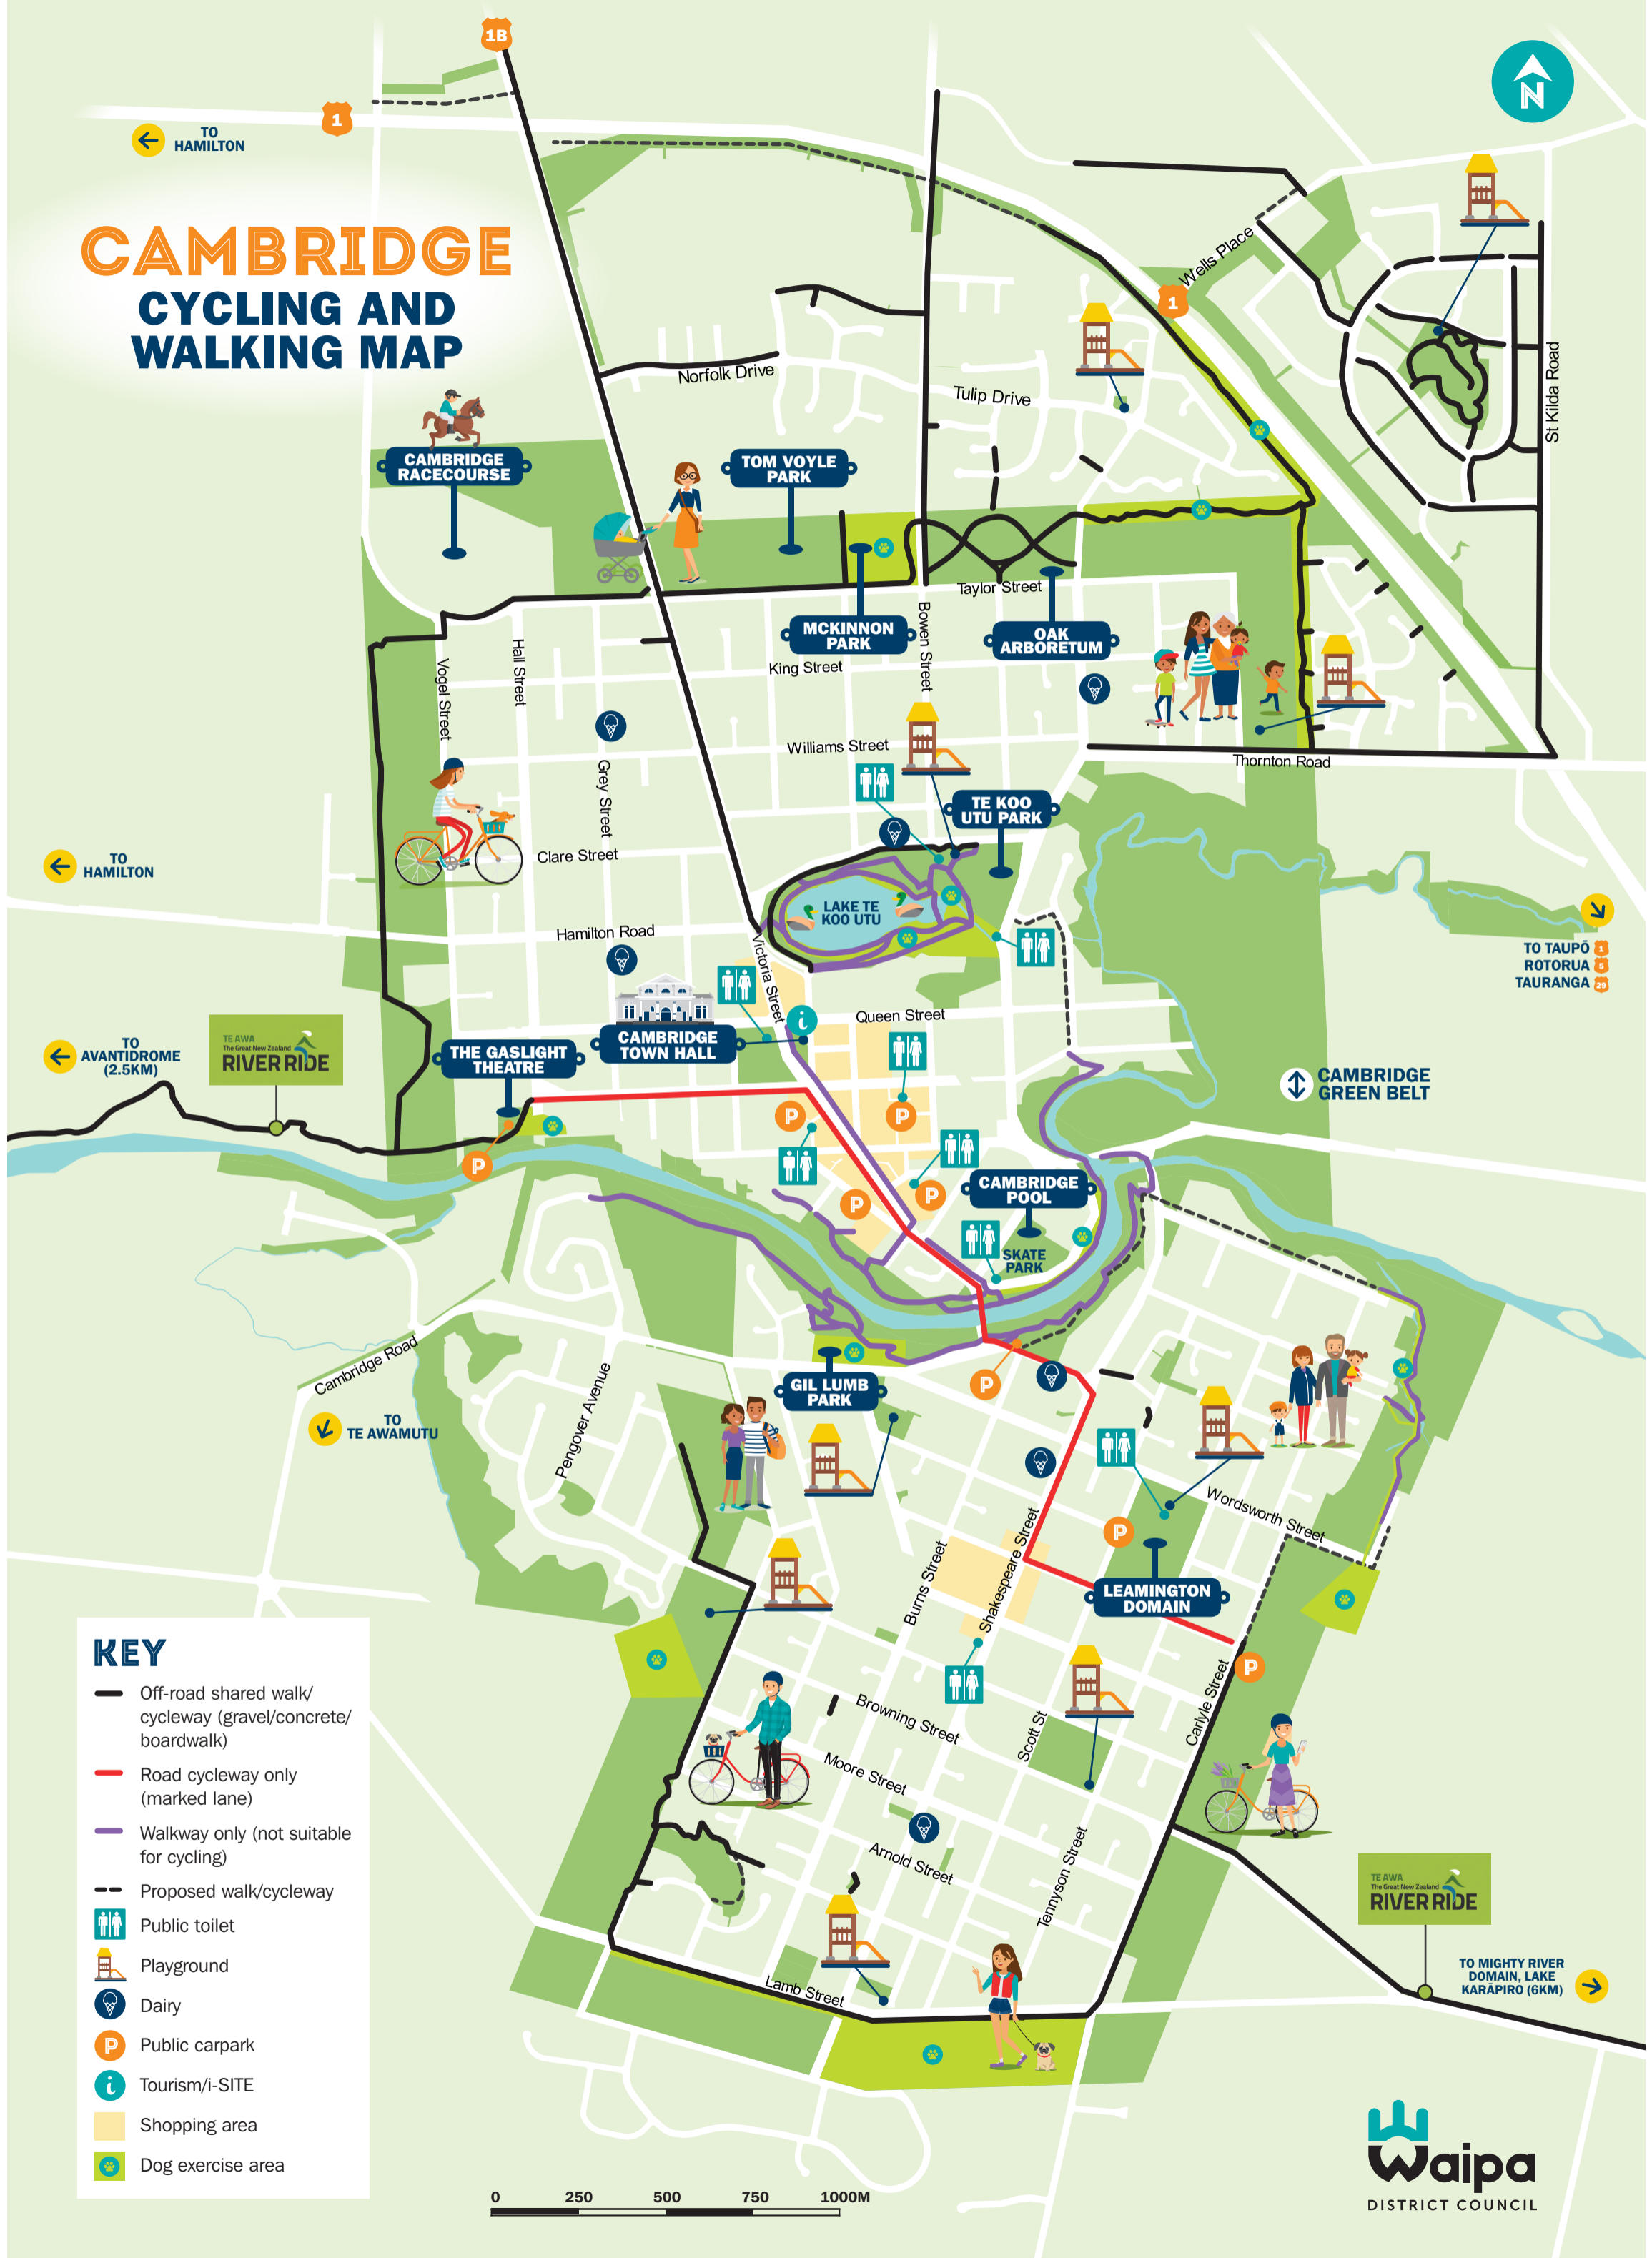 1B
1
TO
HAMILTON
N
CAMBRIDGE
CYCLING AND
WALKING MAP
Wells Place
1
St Kilda Road
Norfolk Drive
Tulip Drive
CAMBRIDGE
RACECOURSE
TOM VOYLE
PARK
Taylor Street
MCKINNON
PARK
Bowen Street
OAK
ARBORETUM
King Street
Hall Street
Vogel Street
Williams Street
Thornton Road
Grey Street
TE KOO
UTU PARK
Clare Street
TO
HAMILTON
LAKE TE
KOO UTU
Hamilton Road
Victoria Street
TO TAUPŌ 1
ROTORUA 5
TAURANGA 29
Queen Street
i
CAMBRIDGE
TOWN HALL
THE GASLIGHT
THEATRE
TO
AVANTIDROME
(2.5KM)
TE AWA
The Great New Zealand
RIVER RIDE
CAMBRIDGE
GREEN BELT
P
P
P
P
P
CAMBRIDGE
POOL
SKATE
PARK
Cambridge Road
TO
TE AWAMUTU
Pengover Avenue
GIL LUMB
PARK
P
Wordsworth Street
P
Burns Street
Shakespeare Street
LEAMINGTON
DOMAIN
P
Carlyle Street
Browning Street
Scott St
Moore Street
Arnold Street
Tennyson Street
Lamb Street
TE AWA
The Great New Zealand
RIVER RIDE
TO MIGHTY RIVER
DOMAIN, LAKE
KARĀPIRO (6KM)
KEY
Off-road shared walk/
cycleway (gravel/concrete/
boardwalk)
Road cycleway only
(marked lane)
Walkway only (not suitable
for cycling)
Proposed walk/cycleway
Public toilet
Playground
Dairy
P Public carpark
i Tourism/i-SITE
Shopping area
Dog exercise area
0 250 500 750 1000M
Waipa
DISTRICT COUNCIL